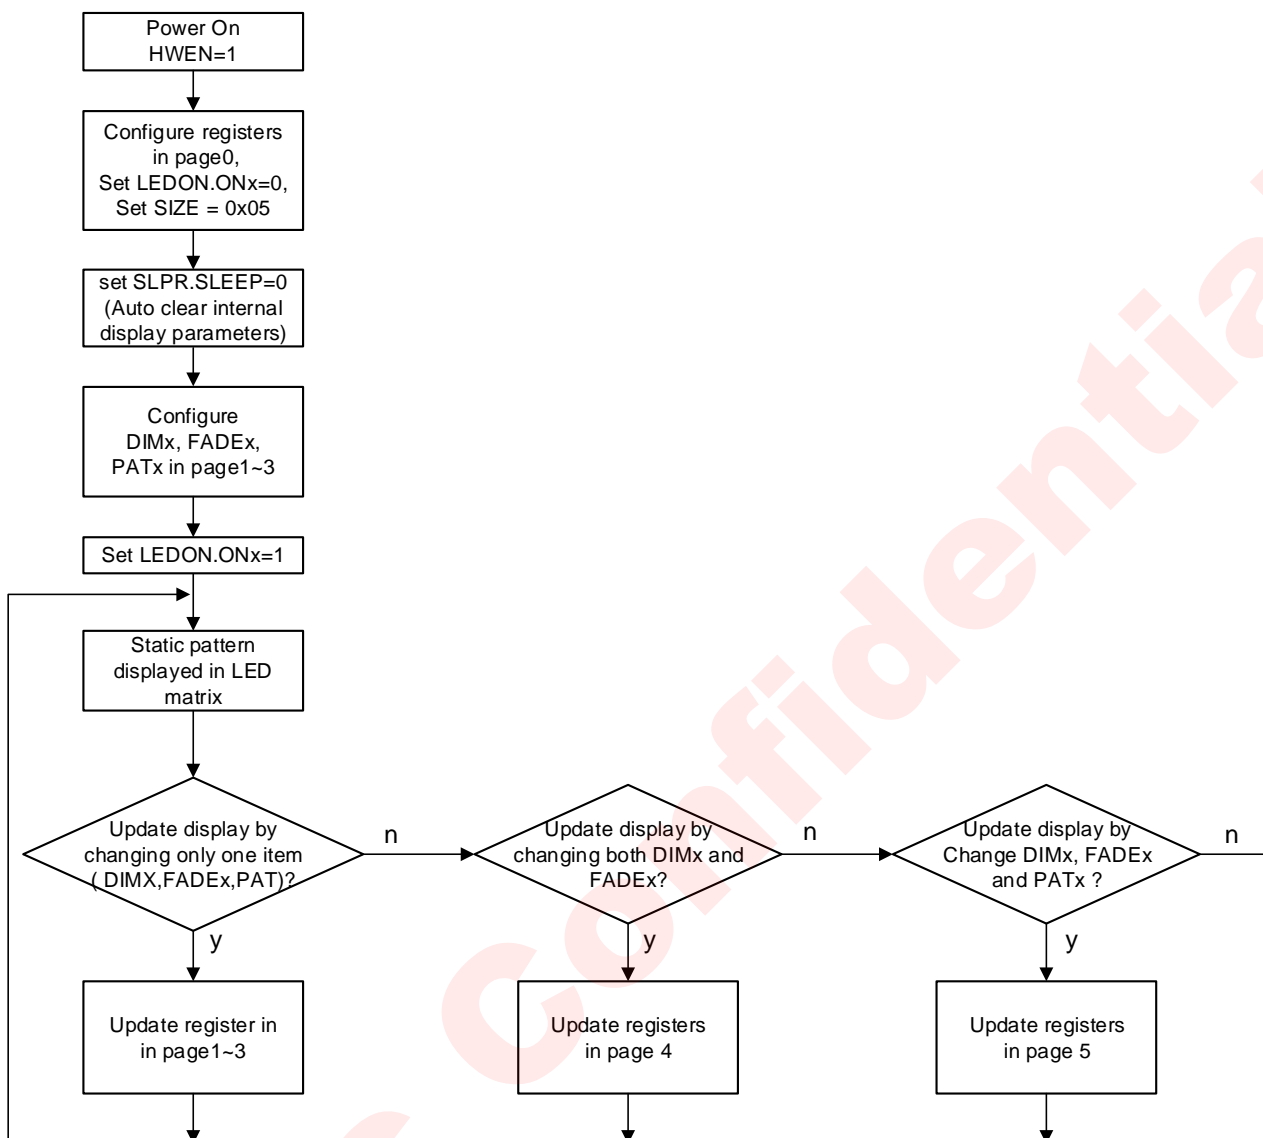 Power On
HWEN=1
Configure registers
in page0,
Set LEDON.ONx=0,
Set SIZE = 0x05
set SLPR.SLEEP=0
(Auto clear internal
display parameters)
Configure
DIMx, FADEx,
PATx in page1~3
Set LEDON.ONx=1
Static pattern
displayed in LED
matrix
Update display by
changing only one item
( DIMX,FADEx,PAT)?
n
Update display by
changing both DIMx and
FADEx?
n
Update display by
Change DIMx, FADEx
and PATx ?
n
y
y
y
Update register in
in page1~3
Update registers
in page 4
Update registers
in page 5
Confidential